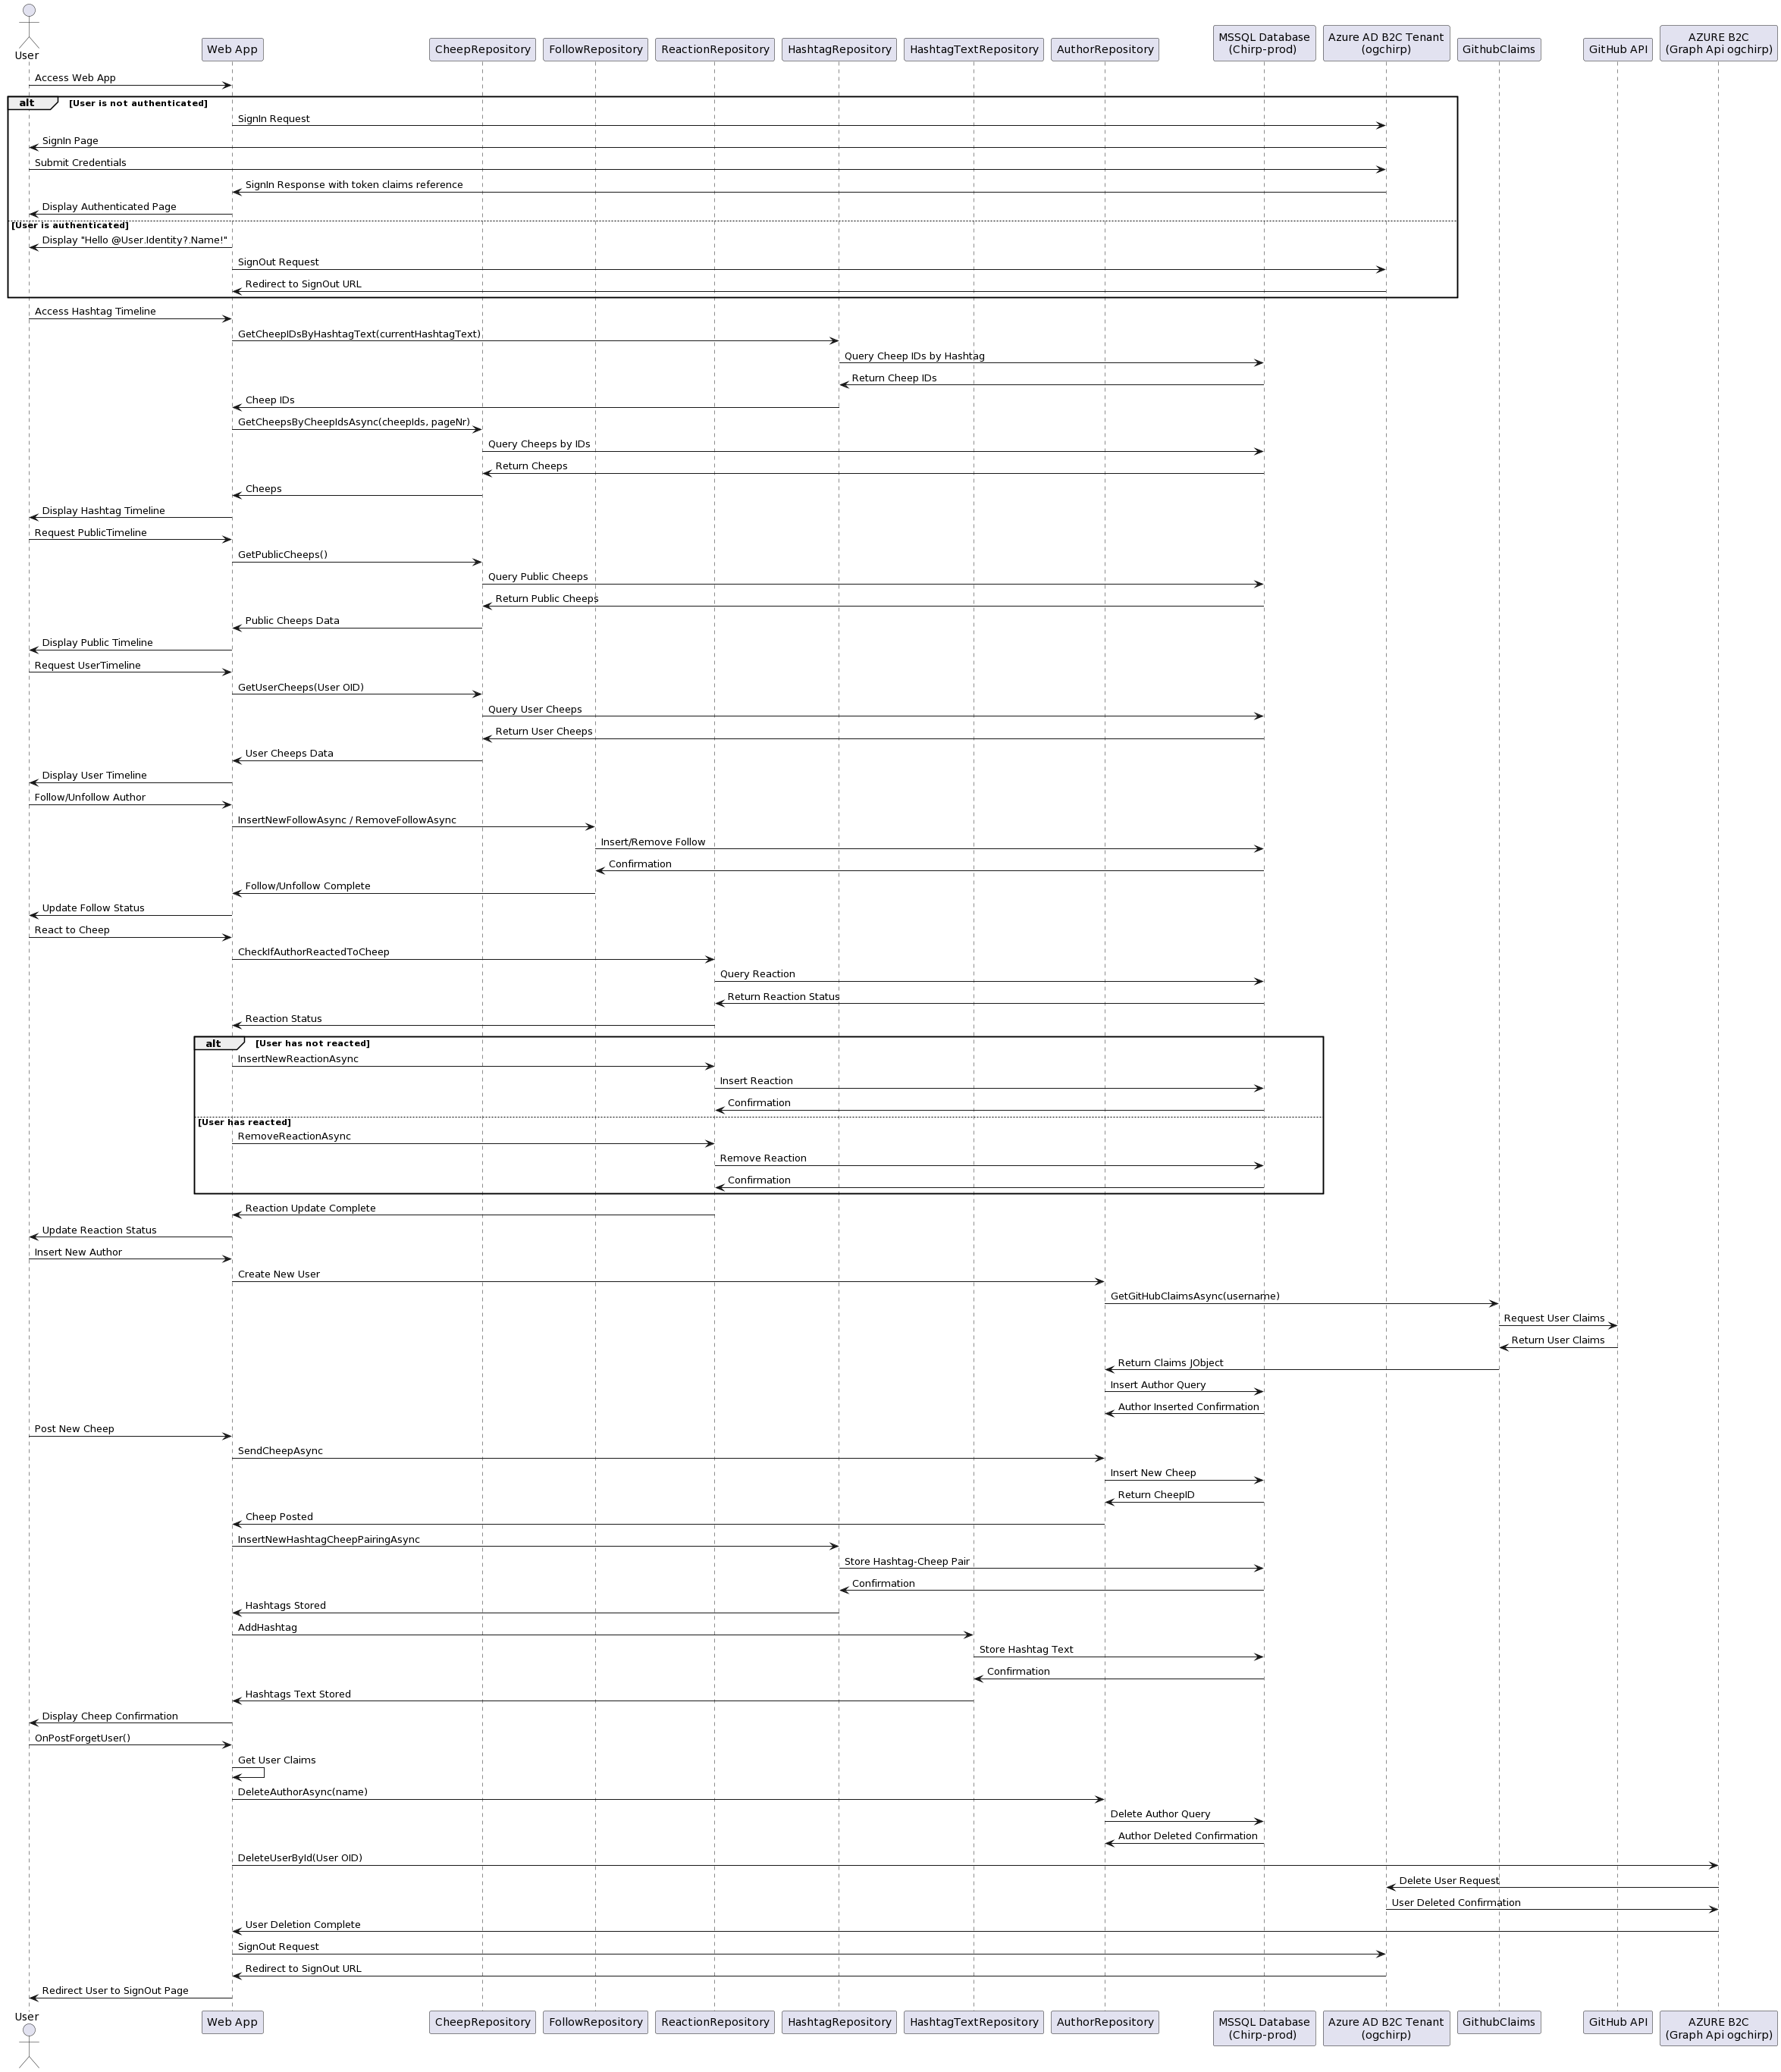 User
Web App
CheepRepository
FollowRepository
ReactionRepository
HashtagRepository
HashtagTextRepository
AuthorRepository
MSSQL Database
(Chirp-prod)
Azure AD B2C Tenant
(ogchirp)
GithubClaims
GitHub API
AZURE B2C
(Graph Api ogchirp)
Access Web App
alt [User is not authenticated]
SignIn Request
SignIn Page
Submit Credentials
SignIn Response with token claims reference
Display Authenticated Page
[User is authenticated]
Display "Hello @User.Identity?.Name!"
SignOut Request
Redirect to SignOut URL
Access Hashtag Timeline
GetCheepIDsByHashtagText(currentHashtagText)
Query Cheep IDs by Hashtag
Return Cheep IDs
Cheep IDs
GetCheepsByCheepIdsAsync(cheepIds, pageNr)
Query Cheeps by IDs
Return Cheeps
Cheeps
Display Hashtag Timeline
Request PublicTimeline
GetPublicCheeps()
Query Public Cheeps
Return Public Cheeps
Public Cheeps Data
Display Public Timeline
Request UserTimeline
GetUserCheeps(User OID)
Query User Cheeps
Return User Cheeps
User Cheeps Data
Display User Timeline
Follow/Unfollow Author
InsertNewFollowAsync / RemoveFollowAsync
Insert/Remove Follow
Confirmation
Follow/Unfollow Complete
Update Follow Status
React to Cheep
CheckIfAuthorReactedToCheep
Query Reaction
Return Reaction Status
Reaction Status
alt [User has not reacted]
InsertNewReactionAsync
Insert Reaction
Confirmation
[User has reacted]
RemoveReactionAsync
Remove Reaction
Confirmation
Reaction Update Complete
Update Reaction Status
Insert New Author
Create New User
GetGitHubClaimsAsync(username)
Request User Claims
Return User Claims
Return Claims JObject
Insert Author Query
Author Inserted Confirmation
Post New Cheep
SendCheepAsync
Insert New Cheep
Return CheepID
Cheep Posted
InsertNewHashtagCheepPairingAsync
Store Hashtag-Cheep Pair
Confirmation
Hashtags Stored
AddHashtag
Store Hashtag Text
Confirmation
Hashtags Text Stored
Display Cheep Confirmation
OnPostForgetUser()
Get User Claims
DeleteAuthorAsync(name)
Delete Author Query
Author Deleted Confirmation
DeleteUserById(User OID)
Delete User Request
User Deleted Confirmation
User Deletion Complete
SignOut Request
Redirect to SignOut URL
Redirect User to SignOut Page
User
Web App
CheepRepository
FollowRepository
ReactionRepository
HashtagRepository
HashtagTextRepository
AuthorRepository
MSSQL Database
(Chirp-prod)
Azure AD B2C Tenant
(ogchirp)
GithubClaims
GitHub API
AZURE B2C
(Graph Api ogchirp)